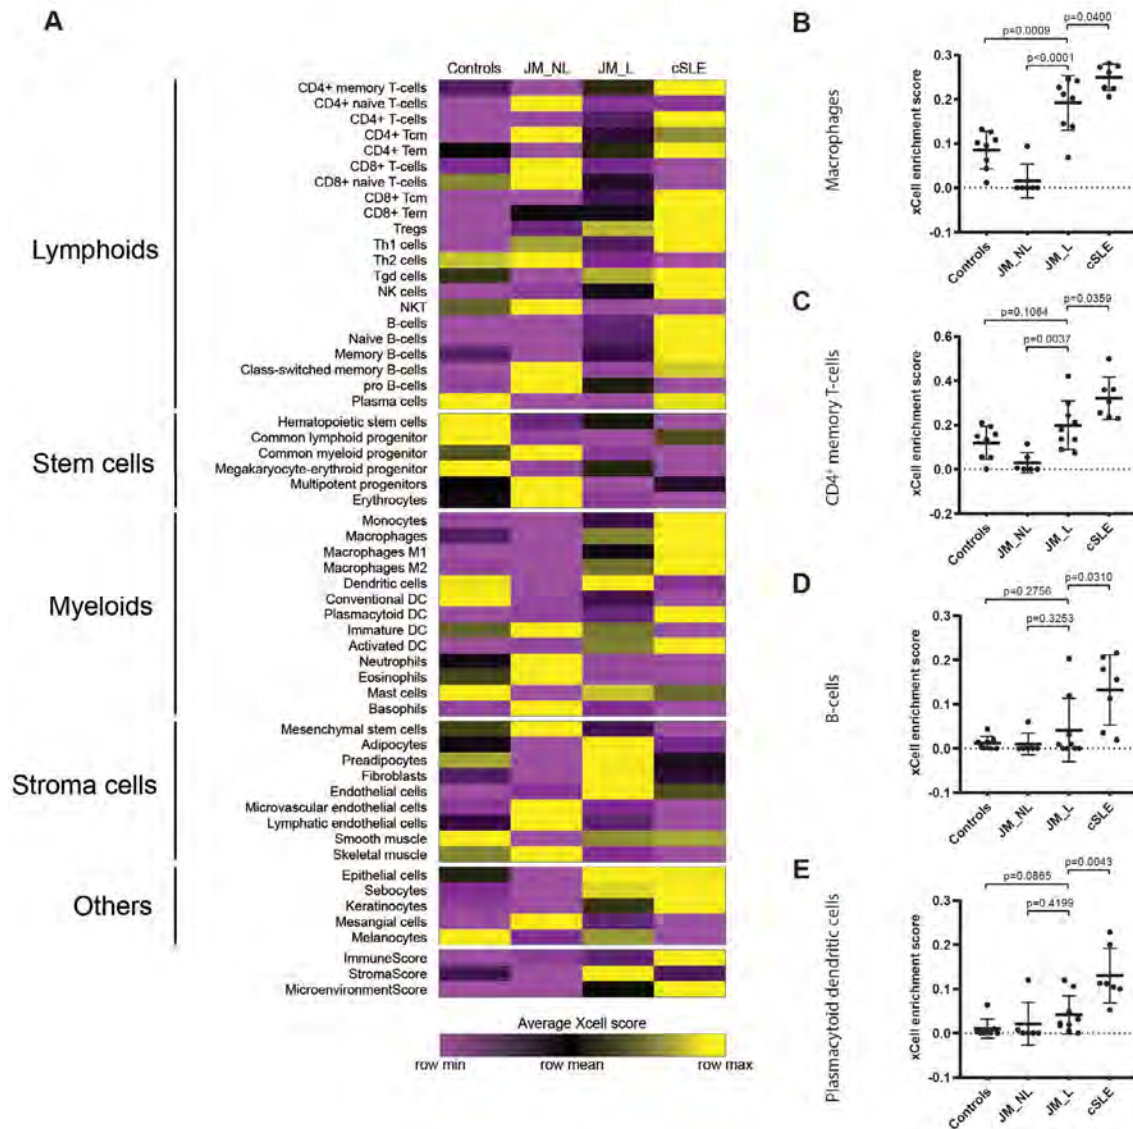 A
Controls JM_NL JM_L cSLE
Lymphoids
CD4+ memory T-cells
CD4+ naive T-cells
CD4+ T-cells
CD4+ Tcm
CD4+ Tem
CD8+ T-cells
CD8+ naive T-cells
CD8+ Tcm
CD8+ Tem
Tregs
Th1 cells
Th2 cells
Tgd cells
NK cells
NKT
B-cells
Naive B-cells
Memory B-cells
Class-switched memory B-cells
pro B-cells
Plasma cells
Stem cells
Hematopoietic stem cells
Common lymphoid progenitor
Common myeloid progenitor
Megakaryocyte-erythroid progenitor
Multipotent progenitors
Erythrocytes
Myeloids
Monocytes
Macrophages
Macrophages M1
Macrophages M2
Dendritic cells
Conventional DC
Plasmacytoid DC
Immature DC
Activated DC
Neutrophils
Eosinophils
Mast cells
Basophils
Stroma cells
Mesenchymal stem cells
Adipocytes
Preadipocytes
Fibroblasts
Endothelial cells
Microvascular endothelial cells
Lymphatic endothelial cells
Smooth muscle
Skeletal muscle
Others
Epithelial cells
Sebocytes
Keratinocytes
Mesangial cells
Melanocytes
ImmuneScore
StromaScore
MicroenvironmentScore
Average Xcell score
row min row mean row max
B
Macrophages
xCell enrichment score
p=0.0400
p=0.0009
p<0.0001
0.3
0.2
0.1
0.0
-0.1
Controls JM_NL JM_L cSLE
C
CD4+ memory T-cells
xCell enrichment score
p=0.0359
p=0.1064
p=0.0037
0.6
0.4
0.2
0.0
-0.2
Controls JM_NL JM_L cSLE
D
B-cells
xCell enrichment score
p=0.0310
p=0.2756
p=0.3253
0.3
0.2
0.1
0.0
-0.1
Controls JM_NL JM_L cSLE
E
Plasmacytoid dendritic cells
xCell enrichment score
p=0.0043
p=0.0865
p=0.4199
0.3
0.2
0.1
0.0
-0.1
Controls JM_NL JM_L cSLE